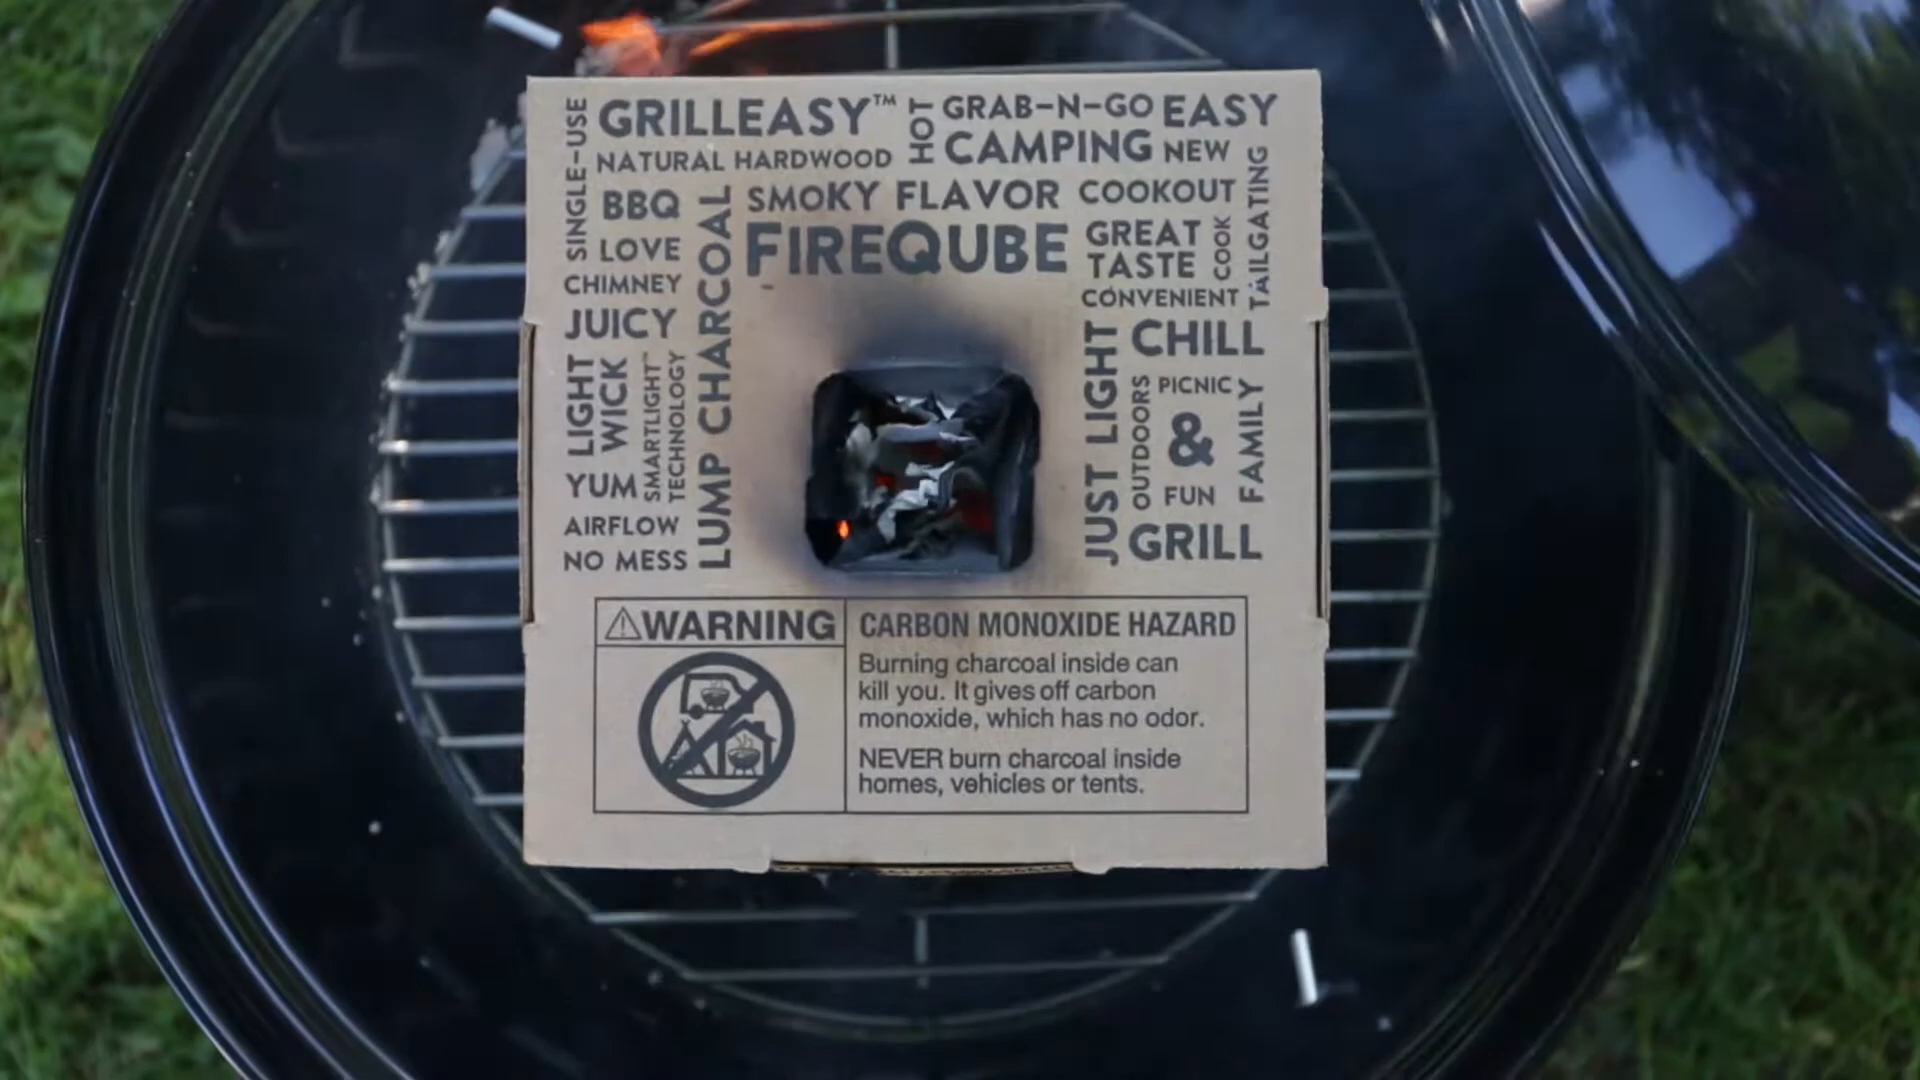 SINGLE-USE
GRILLEASY™
NATURAL HARDWOOD
HOT
GRAB-N-GO
EASY
CAMPING
NEW
BBQ
LOVE
CHIMNEY
JUICY
LUMP CHARCOAL
SMOKY FLAVOR
COOKOUT
FIREQUBE
GREAT
TASTE
COOK
TAILGATING
CONVENIENT
LIGHT
WICK
SMARTLIGHT™
TECHNOLOGY
YUM
AIRFLOW
NO MESS
JUST LIGHT
CHILL
OUTDOORS
PICNIC
&
FUN
FAMILY
GRILL
WARNING
CARBON MONOXIDE HAZARD
Burning charcoal inside can
kill you. It gives off carbon
monoxide, which has no odor.
NEVER burn charcoal inside
homes, vehicles or tents.